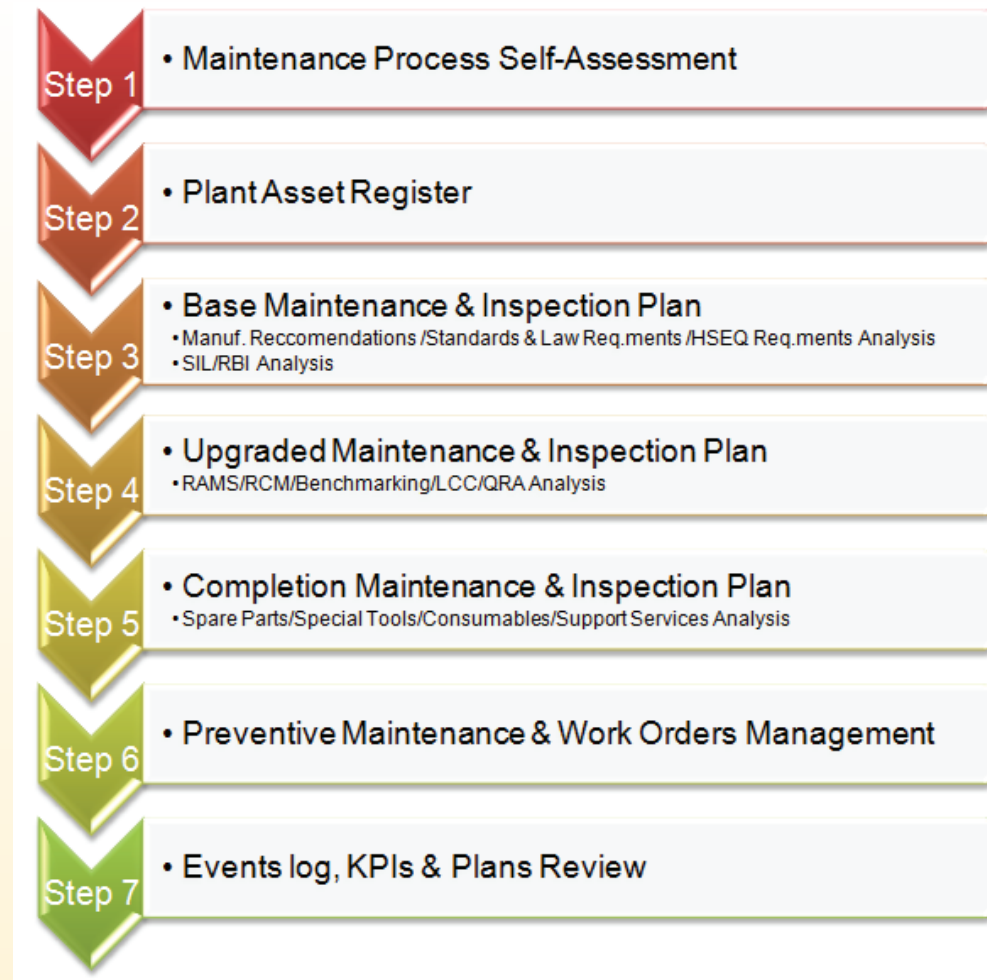 Step 1
• Maintenance Process Self-Assessment
Step 2
• Plant Asset Register
Step 3
• Base Maintenance & Inspection Plan
• Manuf. Reccomendations /Standards & Law Req.ments /HSEQ Req.ments Analysis
• SIL/RBI Analysis
Step 4
• Upgraded Maintenance & Inspection Plan
• RAMS/RCM/Benchmarking/LCC/QRA Analysis
Step 5
• Completion Maintenance & Inspection Plan
• Spare Parts/Special Tools/Consumables/Support Services Analysis
Step 6
• Preventive Maintenance & Work Orders Management
Step 7
• Events log, KPIs & Plans Review